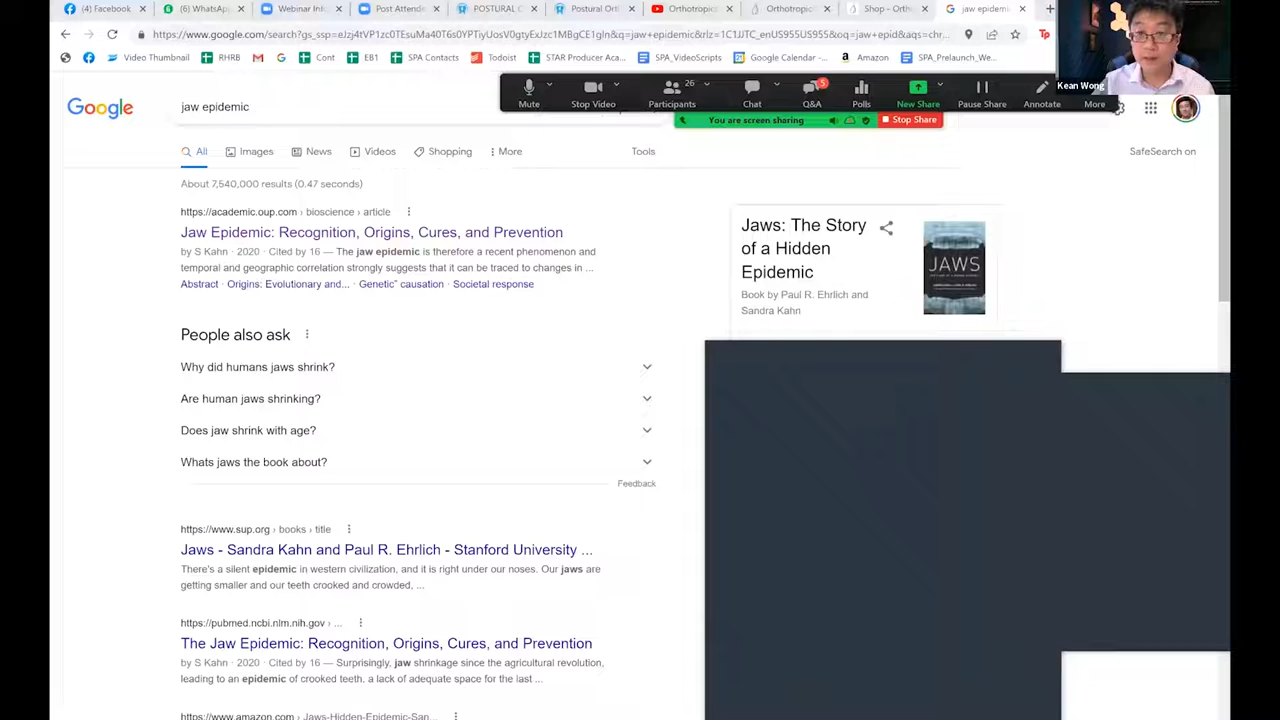 (4) Facebook
(6) WhatsAp
Webinar Inf
Post Attende
POSTURAL C
Postural Ort
Orthotropic
Orthotropic
Shop – Ortho
jaw epidemi
Video Thumbnail
RHRB
Cont
EB1
SPA Contacts
Todoist
STAR Producer Aca...
SPA_VideoScripts
Google Calendar -...
Amazon
SPA_Prelaunch_We...
Tp
Kean Wong
Mute
Stop Video
26
Participants
Chat
5
Q&A
Polls
New Share
Pause Share
Annotate
More
You are screen sharing
Stop Share
Google
jaw epidemic
All
Images
News
Videos
Shopping
More
Tools
SafeSearch on
About 7,540,000 results (0.47 seconds)
https://academic.oup.com › bioscience › article
Jaw Epidemic: Recognition, Origins, Cures, and Prevention
by S Kahn · 2020 · Cited by 16 — The jaw epidemic is therefore a recent phenomenon and
temporal and geographic correlation strongly suggests that it can be traced to changes in ...
Abstract · Origins: Evolutionary and... · Genetic" causation · Societal response
Jaws: The Story
of a Hidden
Epidemic
Book by Paul R. Ehrlich and
Sandra Kahn
JAWS
People also ask
Why did humans jaws shrink?
Are human jaws shrinking?
Does jaw shrink with age?
Whats jaws the book about?
Feedback
https://www.sup.org › books › title
Jaws - Sandra Kahn and Paul R. Ehrlich - Stanford University ...
There's a silent epidemic in western civilization, and it is right under our noses. Our jaws are
getting smaller and our teeth crooked and crowded, ...
https://pubmed.ncbi.nlm.nih.gov › ...
The Jaw Epidemic: Recognition, Origins, Cures, and Prevention
by S Kahn · 2020 · Cited by 16 — Surprisingly, jaw shrinkage since the agricultural revolution,
leading to an epidemic of crooked teeth, a lack of adequate space for the last ...
https://www.amazon.com › Jaws-Hidden-Epidemic-San...